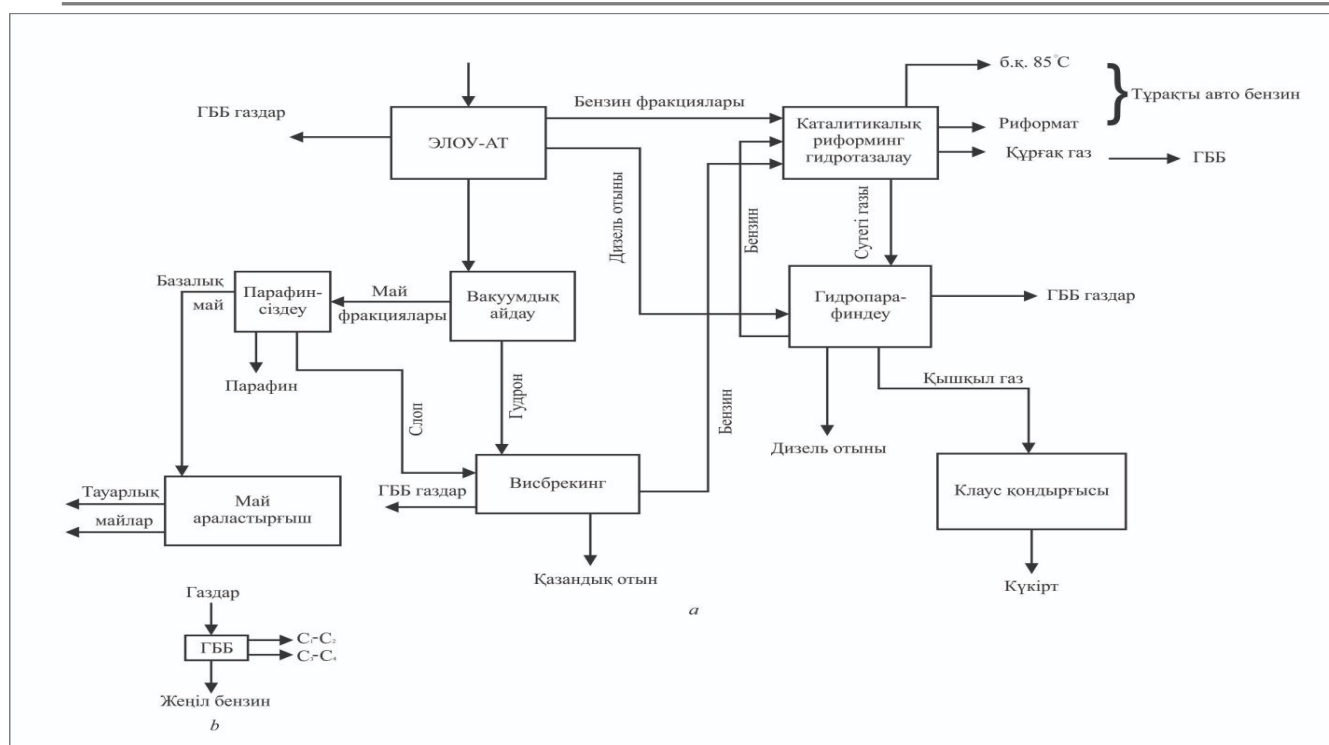 б.қ. 85°С
Бензин фракциялары
Тұрақты авто бензин
ГББ газдар
ЭЛОУ-АТ
Каталитикалық
риформинг
гидротазалау
Риформат
Құрғақ газ
ГББ
Дизель отыны
Бензин
Сутегі газы
Базалық
май
Парафин-
сіздеу
Май
фракциялары
Вакуумдық
айдау
Гидропара-
финдеу
ГББ газдар
Парафин
Қышқыл газ
Слоп
Гудрон
Бензин
Дизель отыны
Тауарлық
майлар
Май
араластырғыш
ГББ газдар
Висбрекинг
Клаус қондырғысы
Қазандық отын
Күкірт
a
Газдар
ГББ
C₁-C₂
C₃-C₄
Жеңіл бензин
b